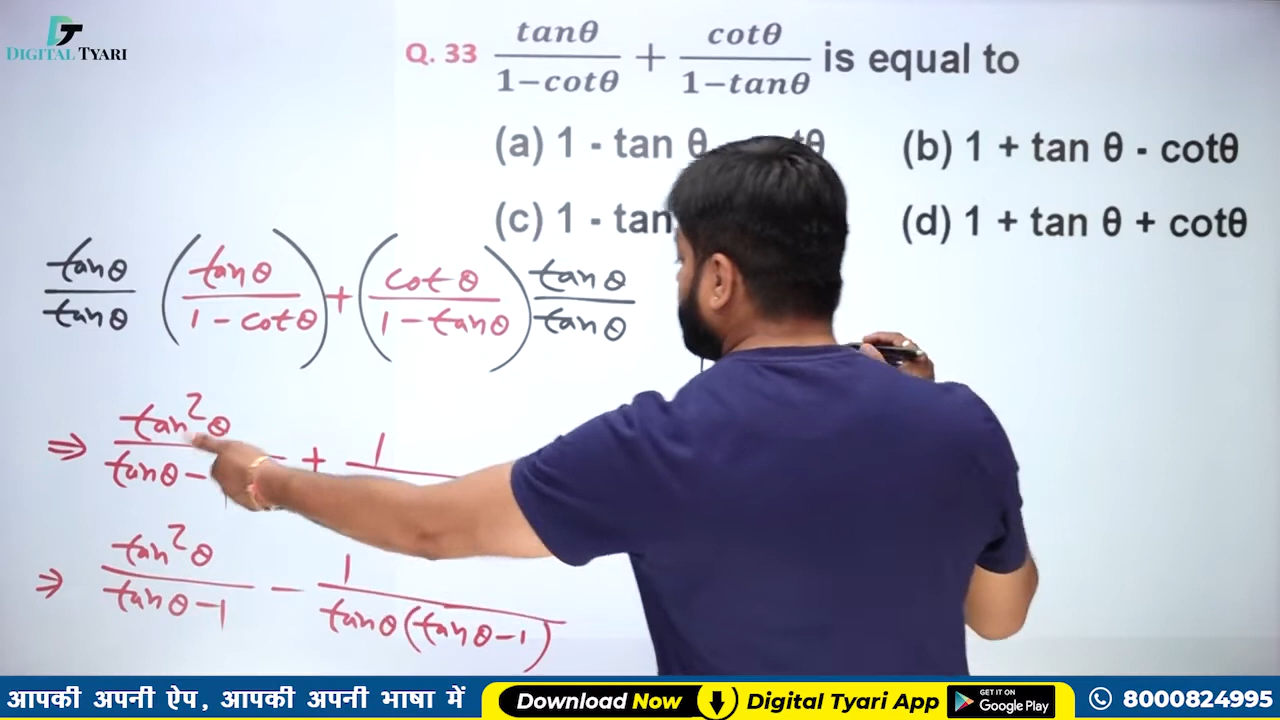 DIGITAL TYARI
Q. 33 tanθ/1−cotθ + cotθ/1−tanθ is equal to
(a) 1 - tan θ tθ (b) 1 + tan θ - cotθ
(c) 1 - tan (d) 1 + tan θ + cotθ
tanθ/tanθ (tanθ/1-cotθ) + (cotθ/1-tanθ) tanθ/tanθ
⇒ tan²θ/tanθ- + 1
⇒ tan²θ/tanθ-1 - 1/tanθ(tanθ-1)
आपकी अपनी ऐप, आपकी अपनी भाषा में Download Now Digital Tyari App GET IT ON Google Play 8000824995